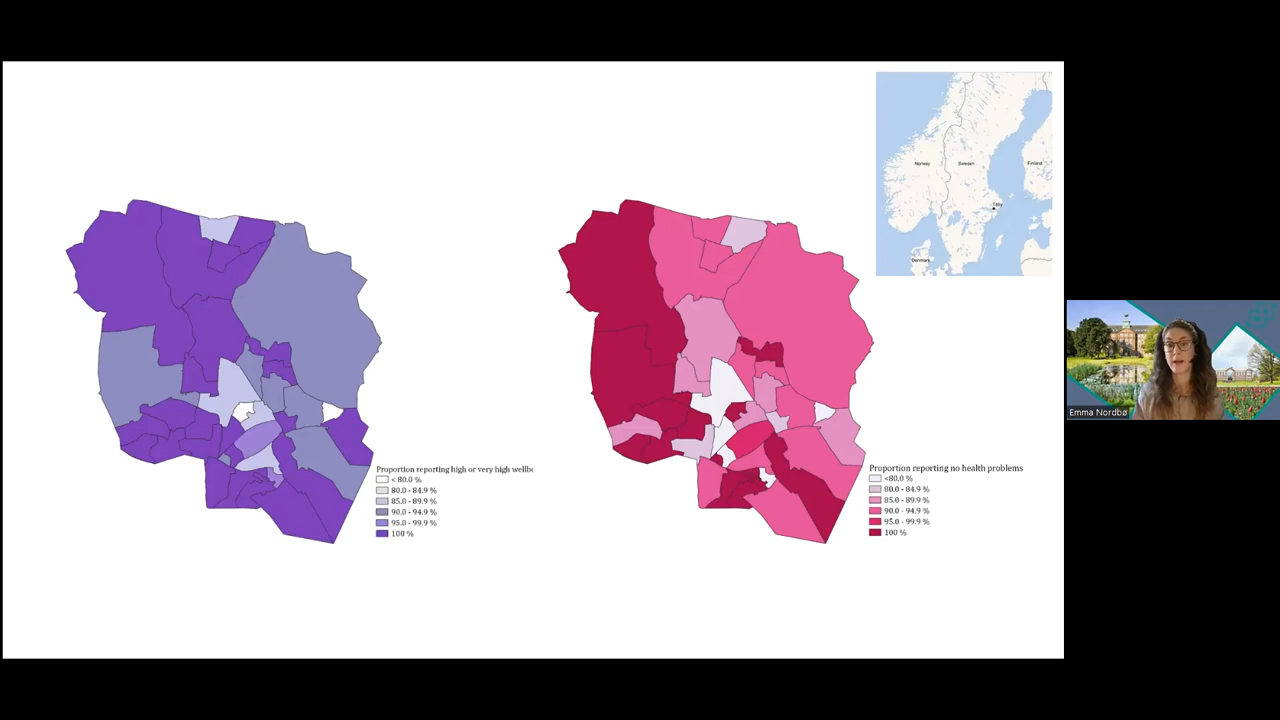 Norway
Sweden
Finland
Täby
Denmark
Emma Nordbø
Proportion reporting high or very high wellbe
< 80.0 %
80.0 - 84.9 %
85.0 - 89.9 %
90.0 - 94.9 %
95.0 - 99.9 %
100 %
Proportion reporting no health problems
<80.0 %
80.0 - 84.9 %
85.0 - 89.9 %
90.0 - 94.9 %
95.0 - 99.9 %
100 %